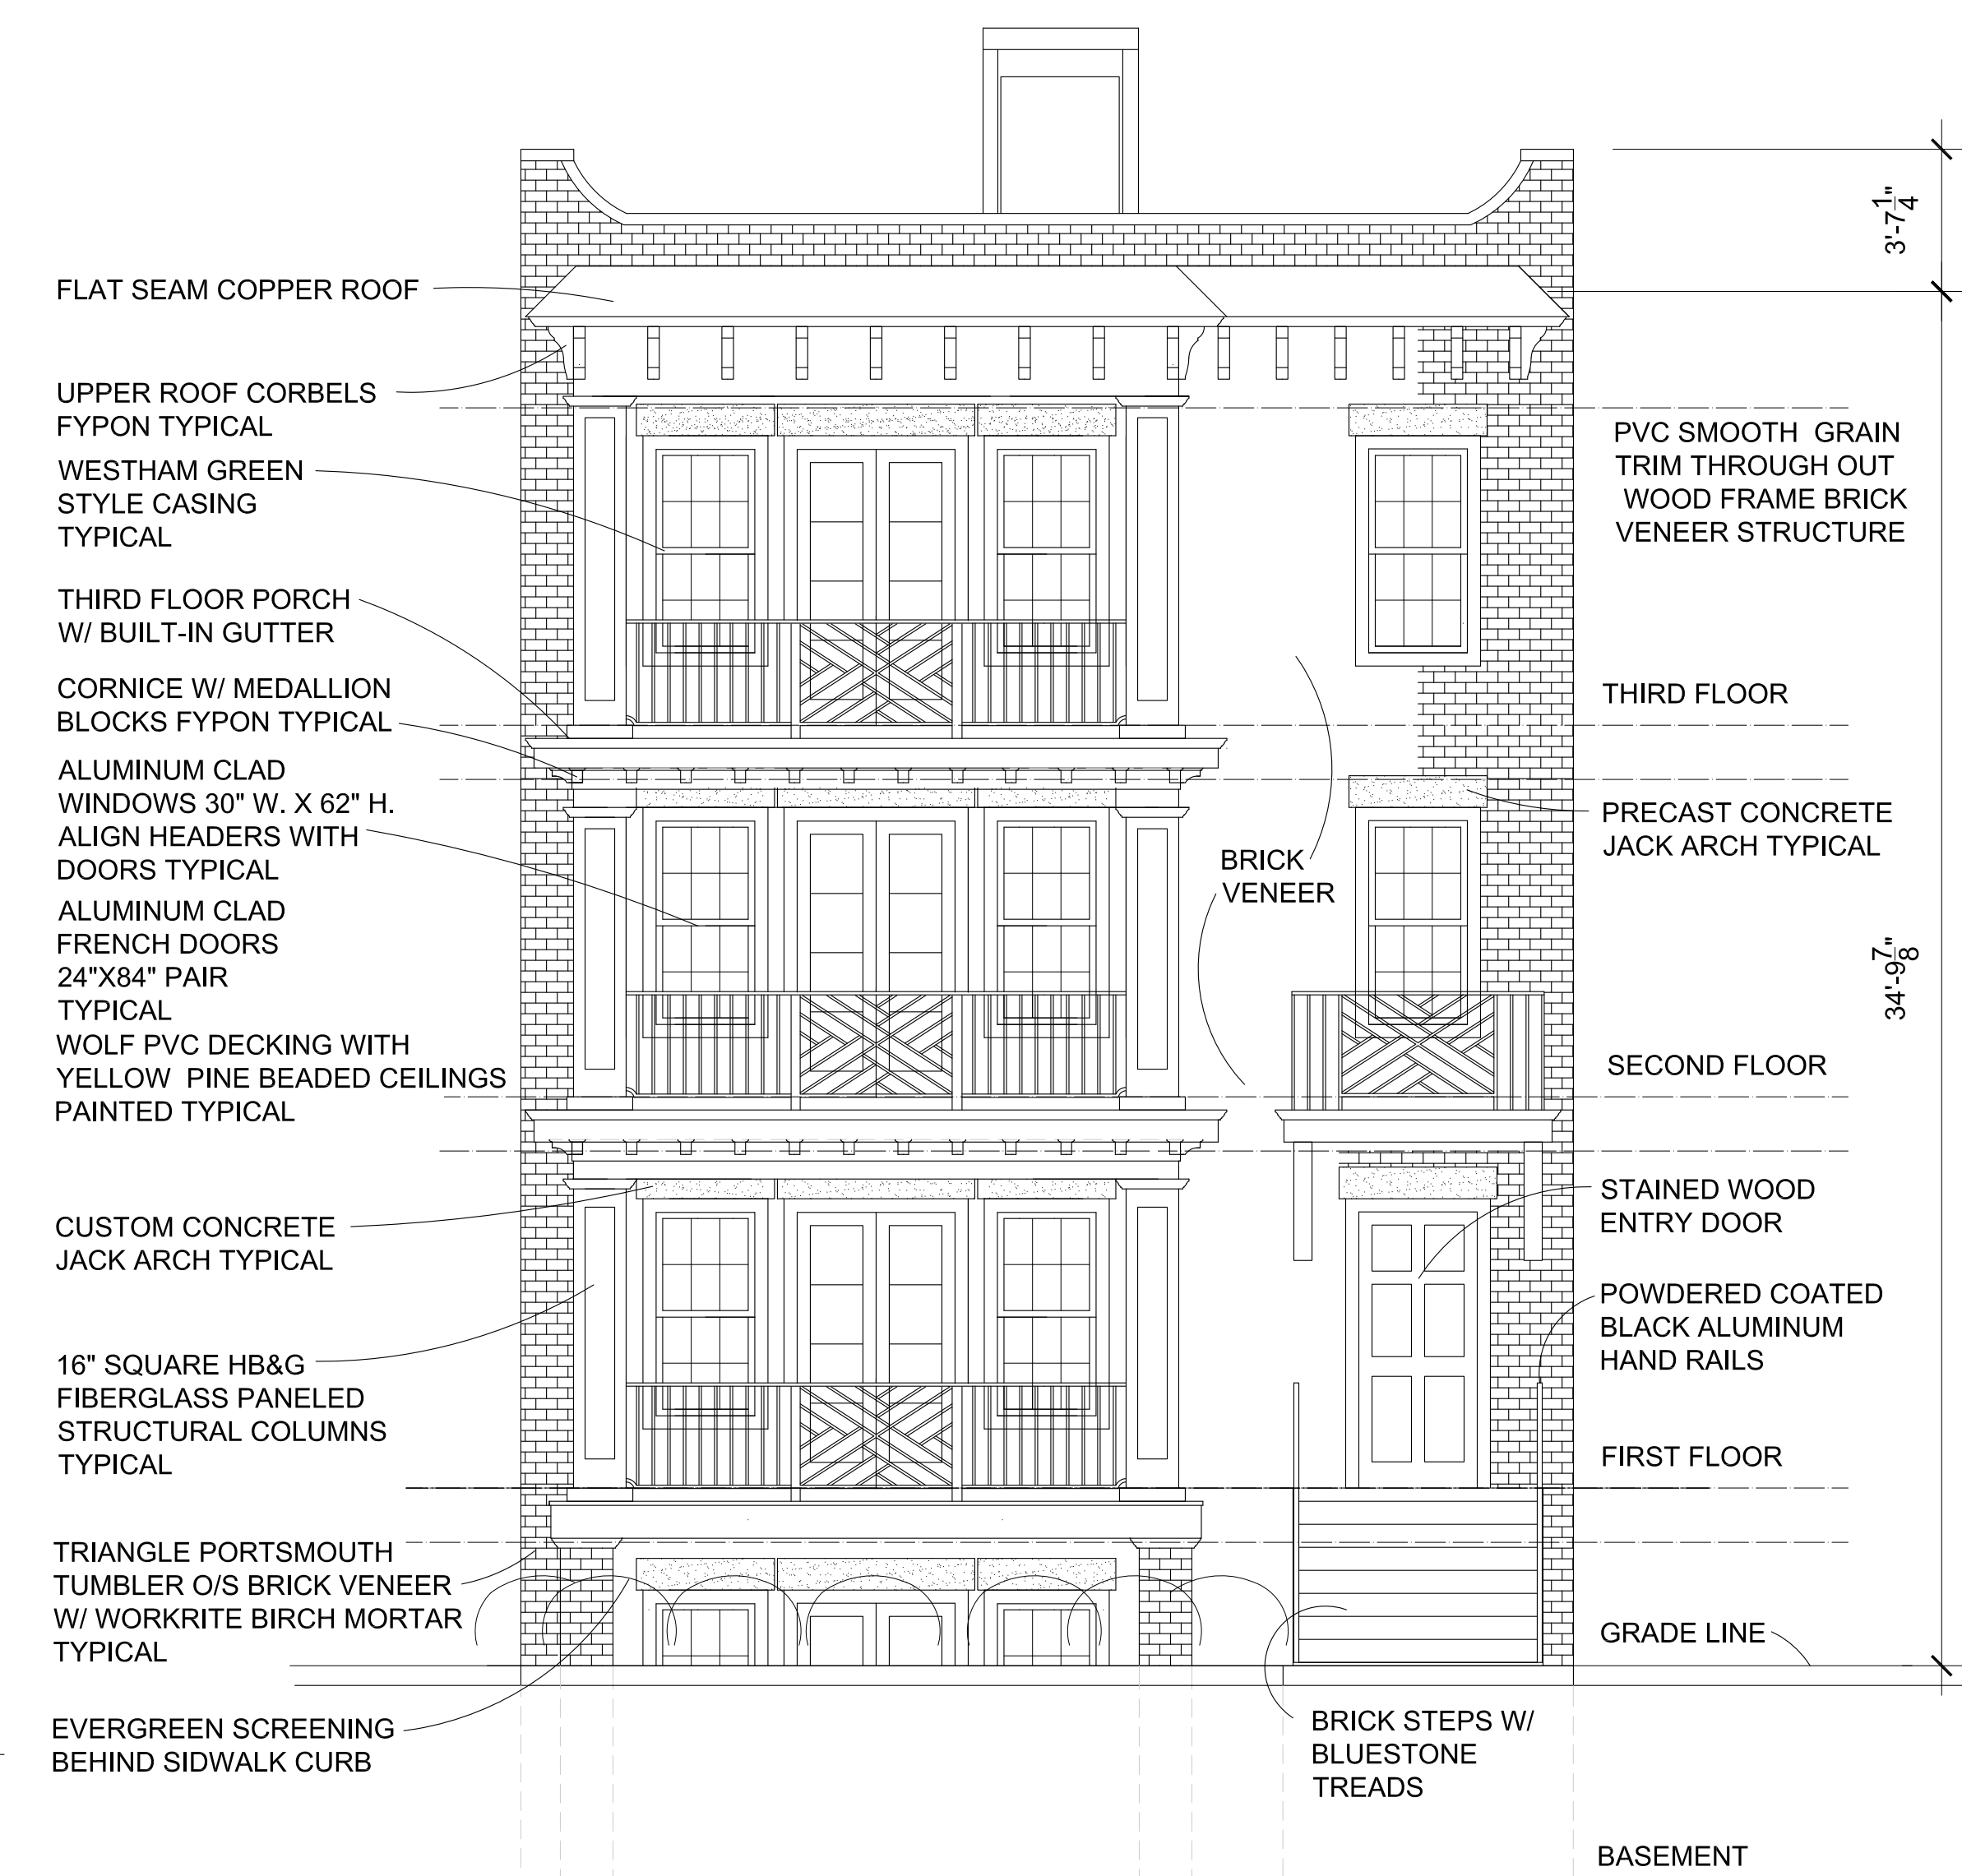 FLAT SEAM COPPER ROOF
UPPER ROOF CORBELS
FYPON TYPICAL
WESTHAM GREEN
STYLE CASING
TYPICAL
THIRD FLOOR PORCH
W/ BUILT-IN GUTTER
CORNICE W/ MEDALLION
BLOCKS FYPON TYPICAL
ALUMINUM CLAD
WINDOWS 30" W. X 62" H.
ALIGN HEADERS WITH
DOORS TYPICAL
ALUMINUM CLAD
FRENCH DOORS
24"X84" PAIR
TYPICAL
WOLF PVC DECKING WITH
YELLOW PINE BEADED CEILINGS
PAINTED TYPICAL
CUSTOM CONCRETE
JACK ARCH TYPICAL
16" SQUARE HB&G
FIBERGLASS PANELED
STRUCTURAL COLUMNS
TYPICAL
TRIANGLE PORTSMOUTH
TUMBLER O/S BRICK VENEER
W/ WORKRITE BIRCH MORTAR
TYPICAL
EVERGREEN SCREENING
BEHIND SIDWALK CURB
BRICK
VENEER
BRICK STEPS W/
BLUESTONE
TREADS
PVC SMOOTH GRAIN
TRIM THROUGH OUT
WOOD FRAME BRICK
VENEER STRUCTURE
THIRD FLOOR
PRECAST CONCRETE
JACK ARCH TYPICAL
SECOND FLOOR
STAINED WOOD
ENTRY DOOR
POWDERED COATED
BLACK ALUMINUM
HAND RAILS
FIRST FLOOR
GRADE LINE
BASEMENT
3'-7 1/4"
34'-9 7/8"